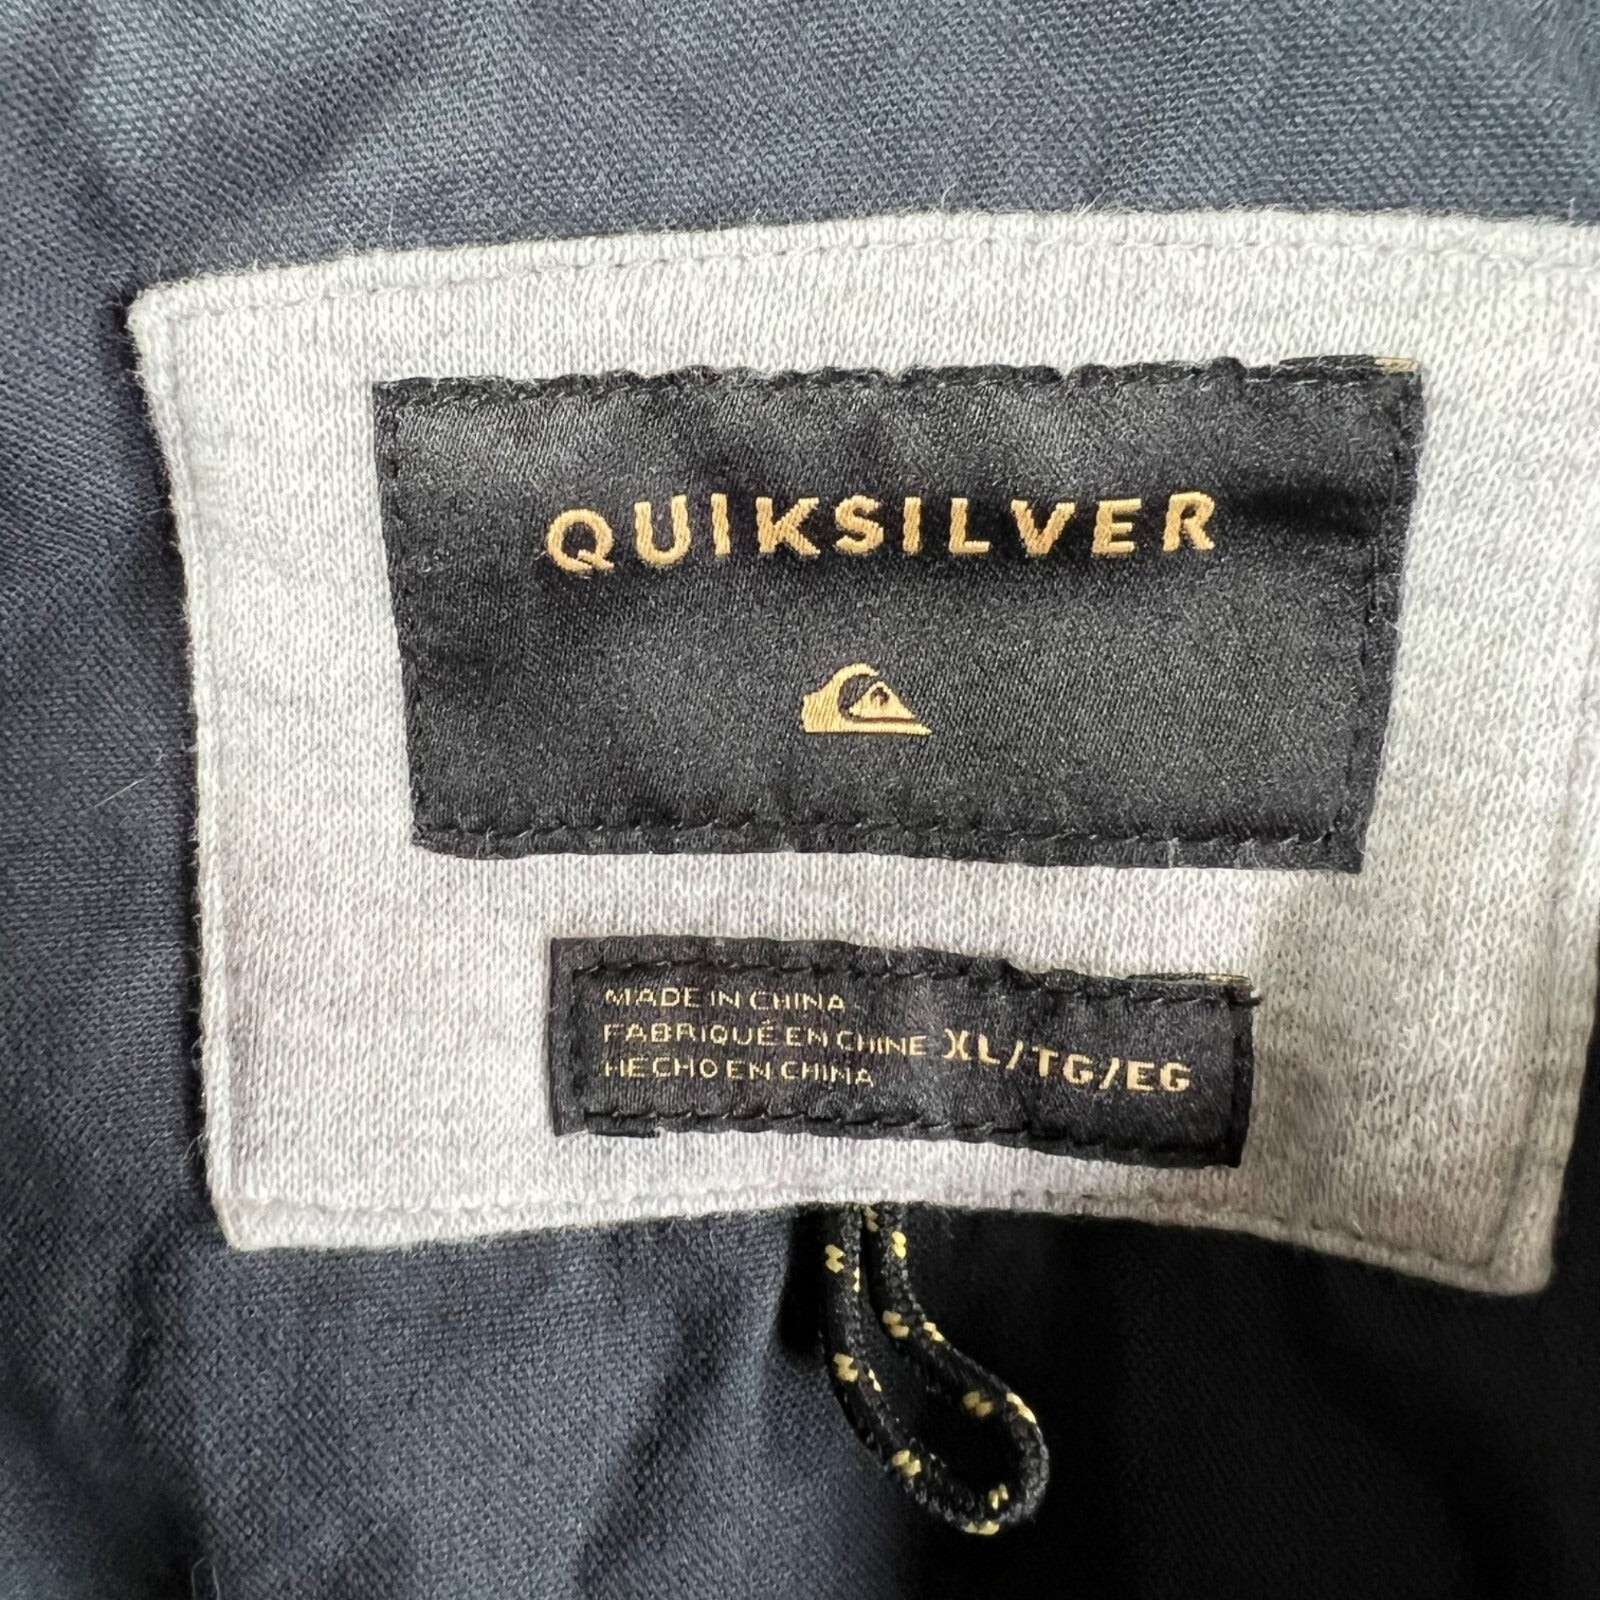 QUIKSILVER
MADE IN CHINA
FABRIQUÉ EN CHINE
HECHO EN CHINA
XL/TG/EG